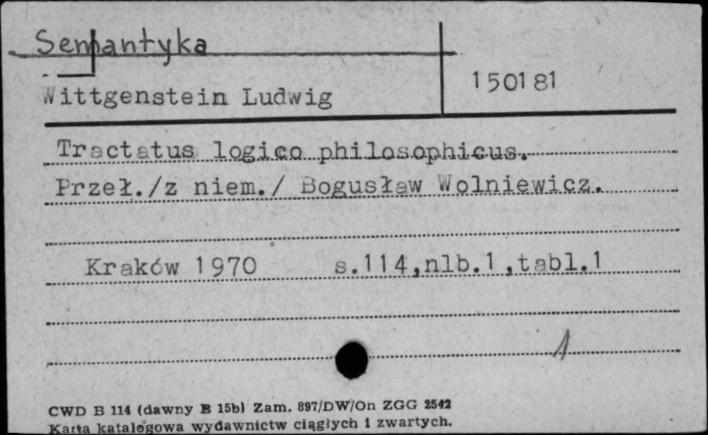 Semantyka
Wittgenstein Ludwig
150181
Tractatus logico philosophicus.
Przeł./z niem./ Bogusław Wolniewicz.
Kraków 1970 s.114,nlb.1,tabl.1
1
CWD B 114 (dawny B 15b) Zam. 897/DW/On ZGG 2542
Karta katalogowa wydawnictw ciągłych i zwartych.